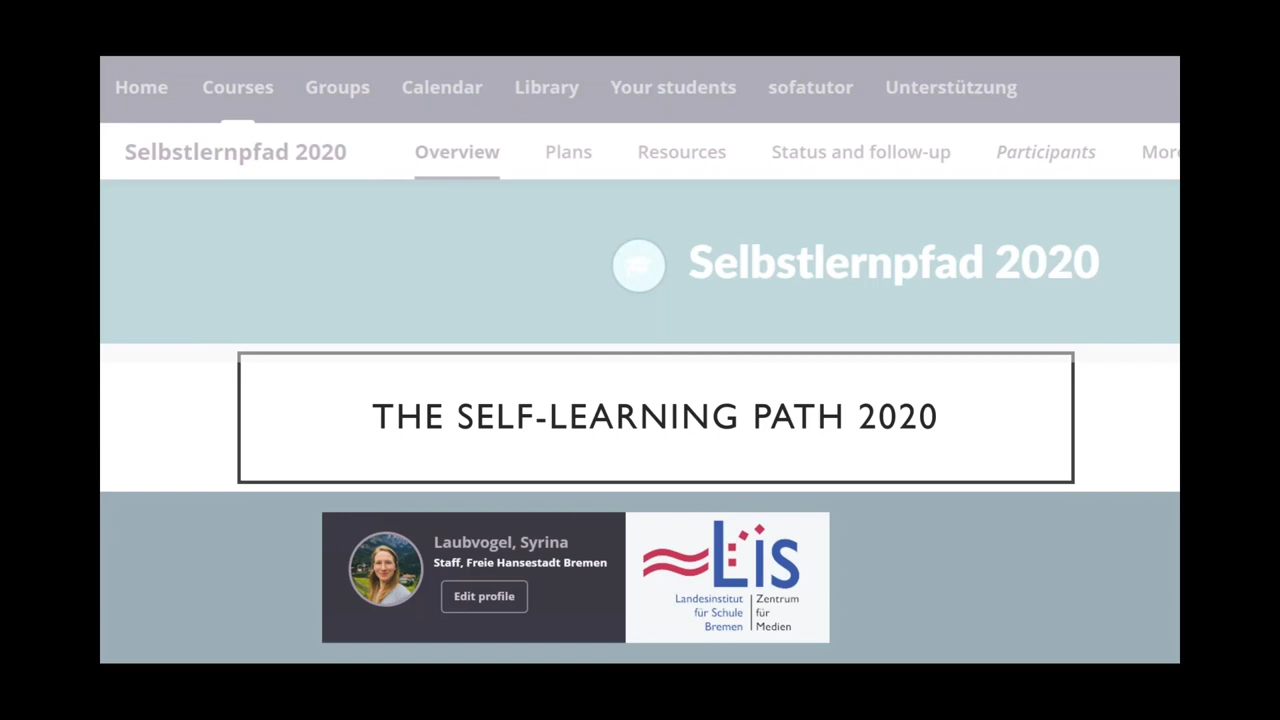 Home Courses Groups Calendar Library Your students sofatutor Unterstützung
Selbstlernpfad 2020 Overview Plans Resources Status and follow-up Participants More
Selbstlernpfad 2020
THE SELF-LEARNING PATH 2020
Laubvogel, Syrina
Staff, Freie Hansestadt Bremen
Edit profile
Lis
Landesinstitut
für Schule
Bremen
Zentrum
für
Medien